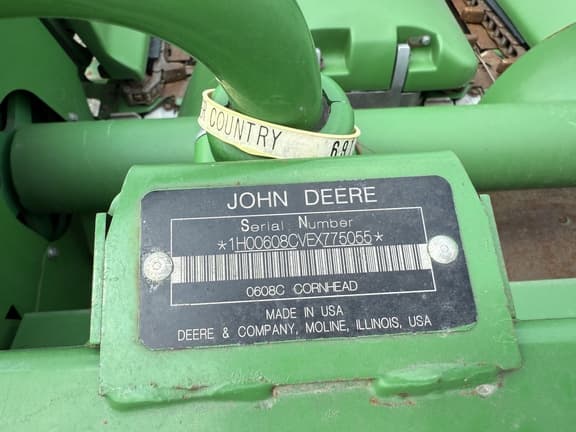 COUNTRY
JOHN DEERE
Serial Number
*1H00608CVEX775055*
0608C CORNHEAD
MADE IN USA
DEERE & COMPANY, MOLINE, ILLINOIS, USA